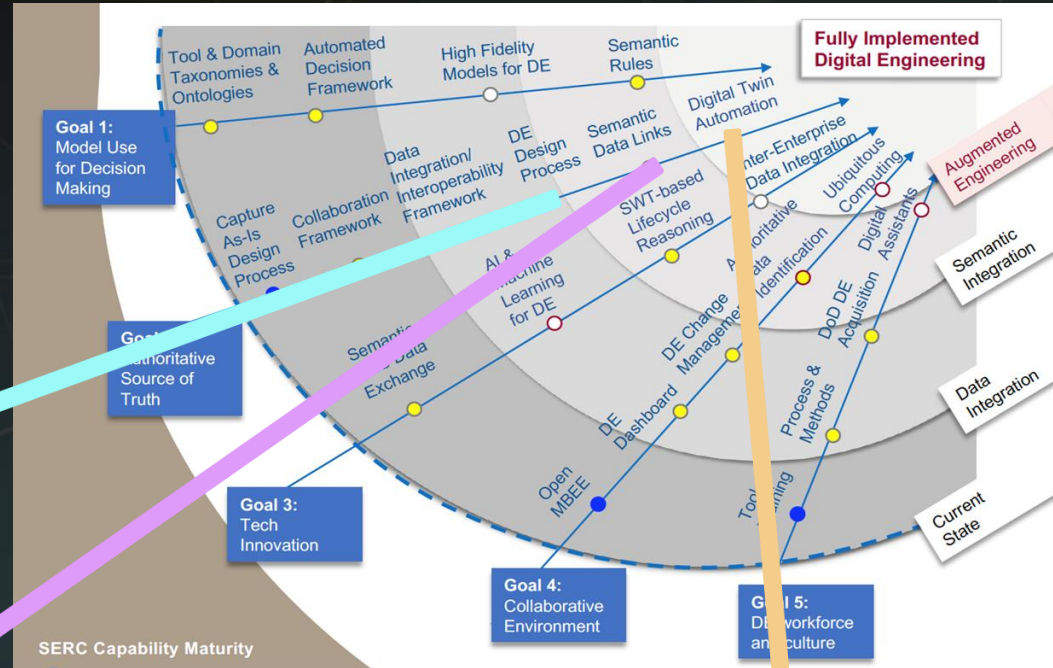 Tool & Domain
Taxonomies &
Ontologies
Automated
Decision
Framework
High Fidelity
Models for DE
Semantic
Rules
Digital Twin
Automation
Fully Implemented
Digital Engineering
Goal 1:
Model Use
for Decision
Making
Capture
As-Is
Design
Process
Collaboration
Framework
Data
Integration/
Interoperability
Framework
DE
Design
Process
Semantic
Data Links
Inter-Enterprise
Data Integration
Ubiquitous
Computing
Augmented
Engineering
Source of
Truth
Semantic
Data
Exchange
AI &
Learning
for DE
SWT-based
Lifecycle
Reasoning
Identification
Digital
Assistants
Semantic
Integration
Goal 3:
Tech
Innovation
Open
MBEE
DE
Dashboard
DE Change
DoD DE
Acquisition
Data
Integration
Goal 4:
Collaborative
Environment
Process &
Methods
Current
State
5:
workforce
SERC Capability Maturity